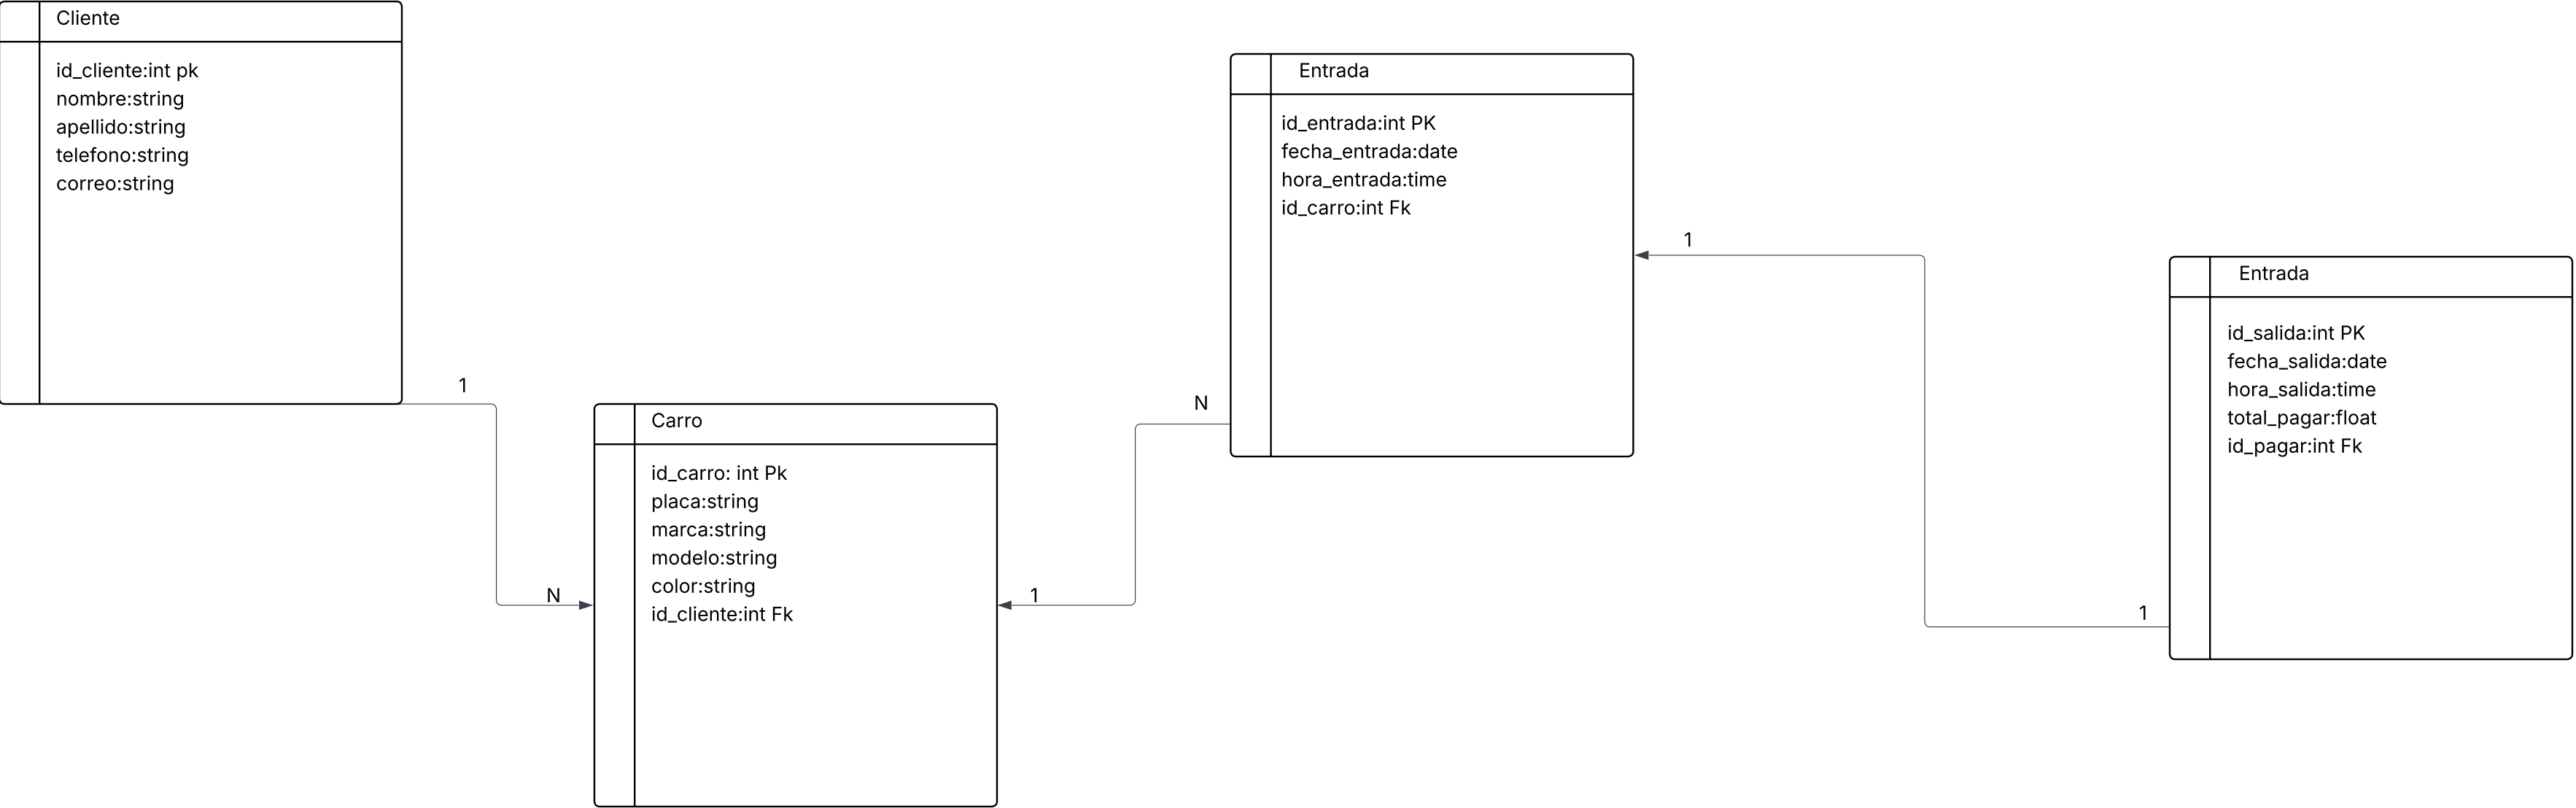 Cliente
id_cliente:int pk
nombre:string
apellido:string
telefono:string
correo:string
1
N
Carro
id_carro: int Pk
placa:string
marca:string
modelo:string
color:string
id_cliente:int Fk
1
N
Entrada
id_entrada:int PK
fecha_entrada:date
hora_entrada:time
id_carro:int Fk
1
1
Entrada
id_salida:int PK
fecha_salida:date
hora_salida:time
total_pagar:float
id_pagar:int Fk